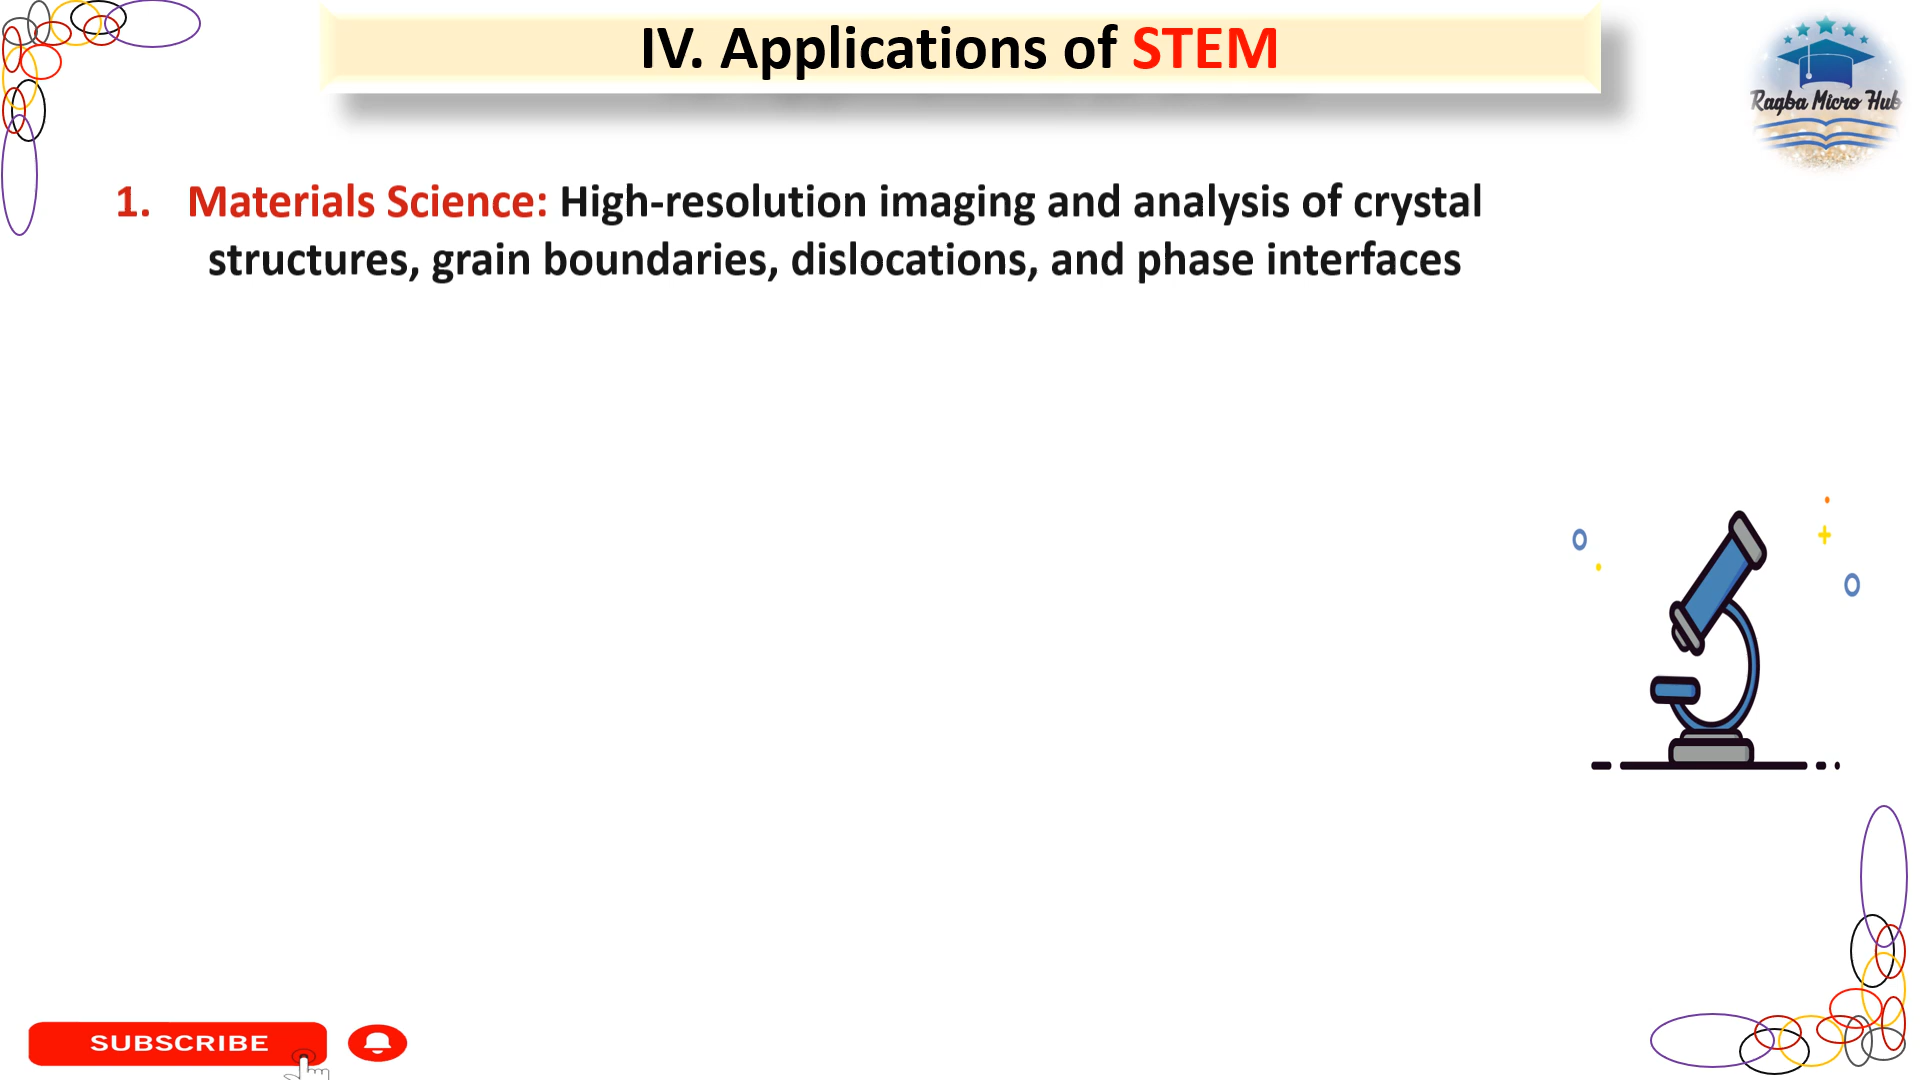 IV. Applications of STEM
Ragba Micro Hub
1. Materials Science: High-resolution imaging and analysis of crystal
structures, grain boundaries, dislocations, and phase interfaces
SUBSCRIBE